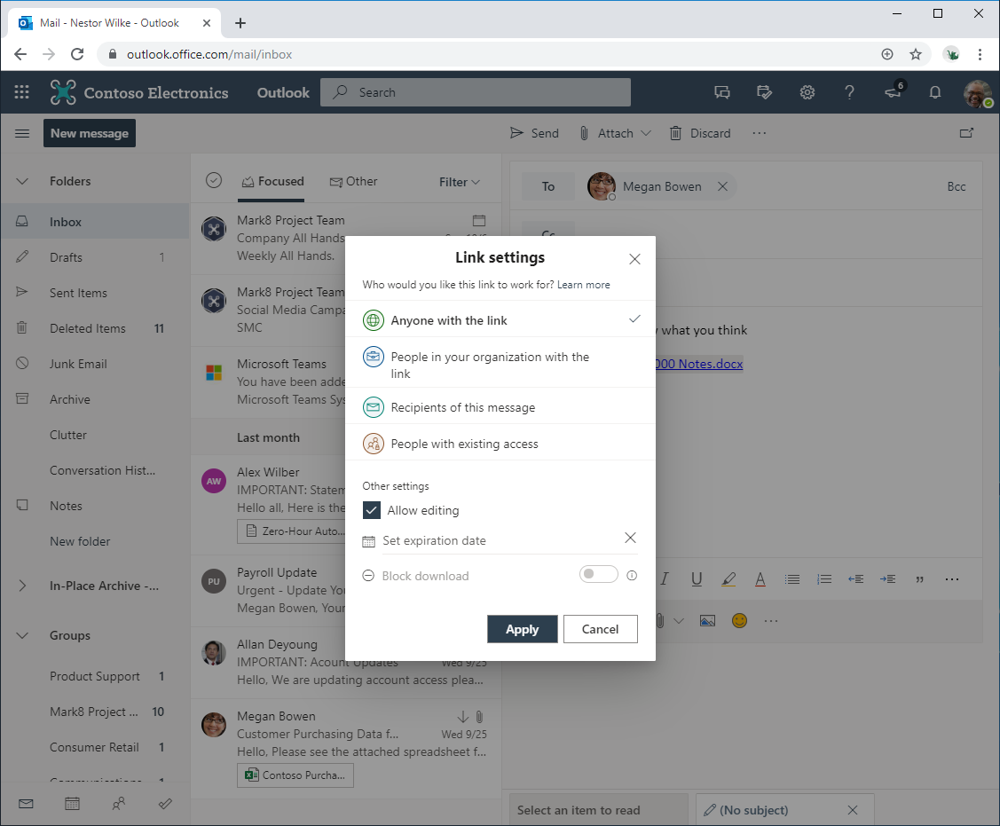 Mail - Nestor Wilke - Outlook
outlook.office.com/mail/inbox
Contoso Electronics
Outlook
Search
6
New message
Send
Attach
Discard
Folders
Inbox
Drafts 1
Sent Items
Deleted Items 11
Junk Email
Archive
Clutter
Conversation Hist...
Notes
New folder
In-Place Archive -...
Groups
Product Support 1
Mark8 Project ... 10
Consumer Retail 1
Communications 1
Focused
Other
Filter
Mark8 Project Team
Company All Hands
Weekly All Hands.
Mark8 Project Team
Social Media Campa
SMC
Microsoft Teams
You have been adde
Microsoft Teams Sys
Last month
AW
Alex Wilber
IMPORTANT: Statem
Hello all, Here is the
Zero-Hour Auto...
PU
Payroll Update
Urgent - Update You
Megan Bowen, Your
Allan Deyoung
IMPORTANT: Acount Updates
Wed 9/25
Hello, We are updating account access plea...
Megan Bowen
Customer Purchasing Data f...
Wed 9/25
Hello, Please see the attached spreadsheet f...
Contoso Purcha...
To
Megan Bowen
Bcc
Cc
what you think
000 Notes.docx
Link settings
Who would you like this link to work for? Learn more
Anyone with the link
People in your organization with the
link
Recipients of this message
People with existing access
Other settings
Allow editing
Set expiration date
Block download
Apply
Cancel
I U A
Select an item to read
(No subject)